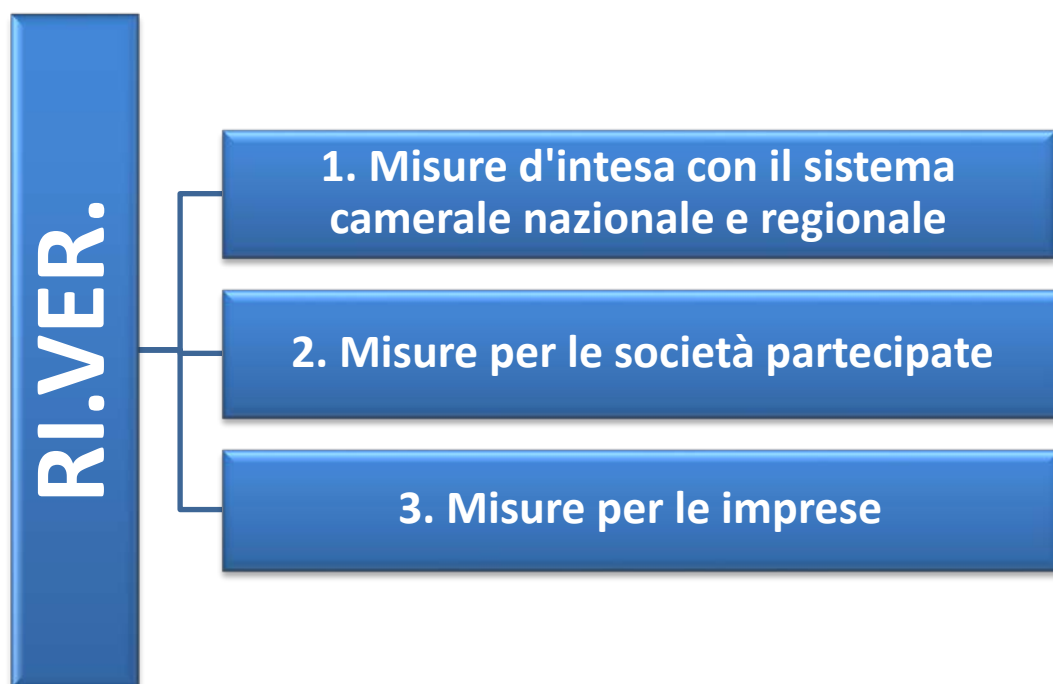 RI.VER.
1. Misure d'intesa con il sistema
camerale nazionale e regionale
2. Misure per le società partecipate
3. Misure per le imprese